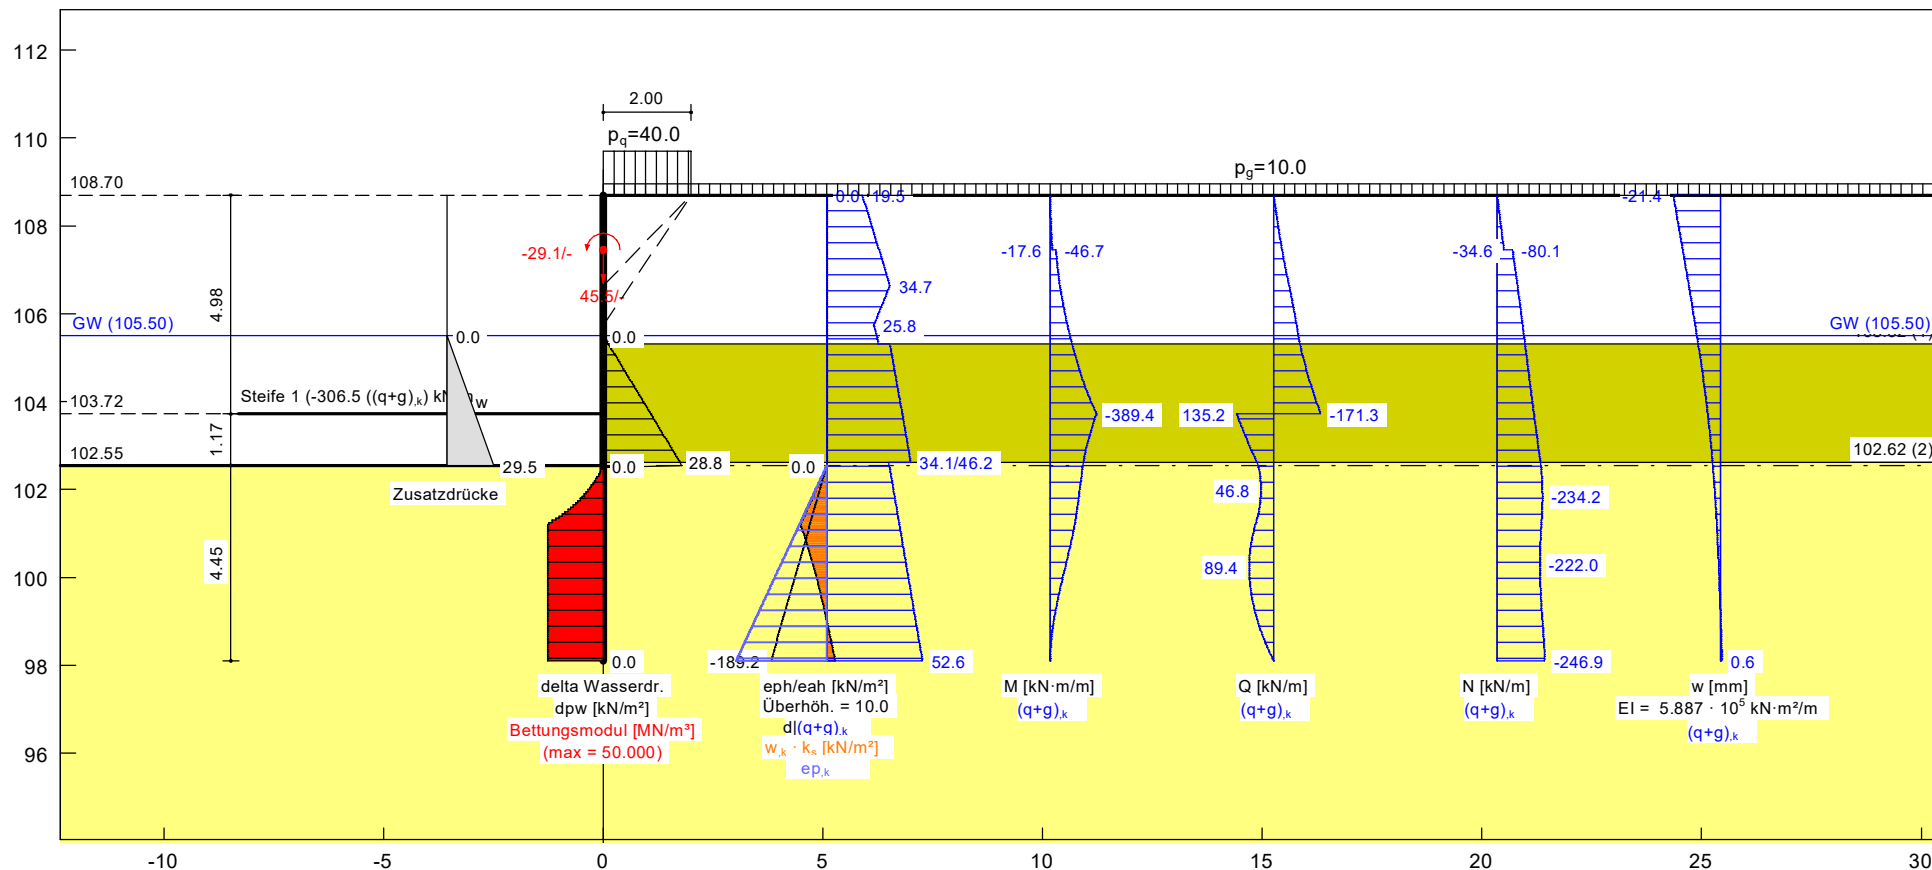 112
110
108
106
104
102
100
98
96
-10
-5
0
5
10
15
20
25
30
2.00
pq=40.0
pg=10.0
108.70
GW (105.50)
103.72
102.55
4.98
1.17
4.45
Steife 1 (-306.5 ((q+g),k)
w
0.0
29.5
Zusatzdrücke
-29.1/-
45.5/-
0.0
28.8
0.0
0.0
delta Wasserdr.
dpw [kN/m²]
Bettungsmodul [MN/m³]
(max = 50.000)
0.0
19.5
34.7
25.8
0.0
34.1/46.2
-189.2
52.6
eph/eah [kN/m²]
Überhöh. = 10.0
(q+g),k
w,k · ks [kN/m²]
ep,k
-17.6
-46.7
-389.4
M [kN·m/m]
(q+g),k
135.2
-171.3
46.8
89.4
Q [kN/m]
(q+g),k
-34.6
-80.1
-234.2
-222.0
-246.9
N [kN/m]
(q+g),k
-21.4
0.6
w [mm]
EI = 5.887 · 10⁵ kN·m²/m
(q+g),k
GW (105.50)
102.62 (2)